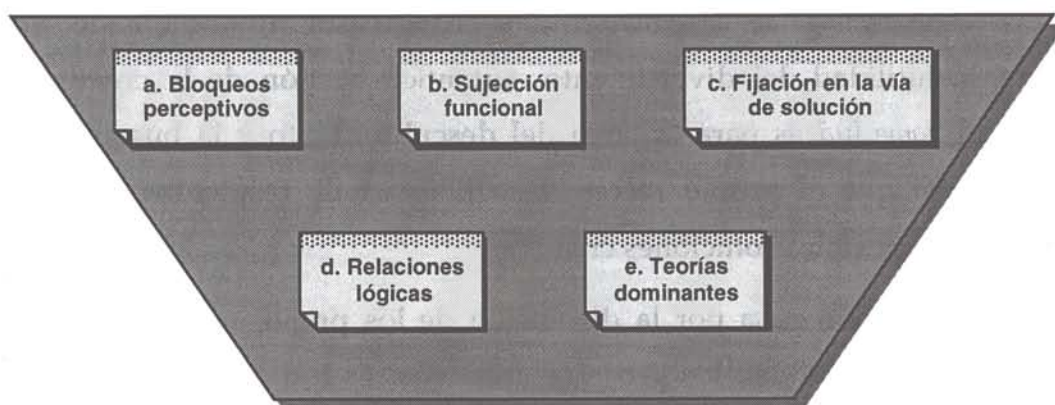 a. Bloqueos
perceptivos
b. Sujección
funcional
c. Fijación en la vía
de solución
d. Relaciones
lógicas
e. Teorías
dominantes